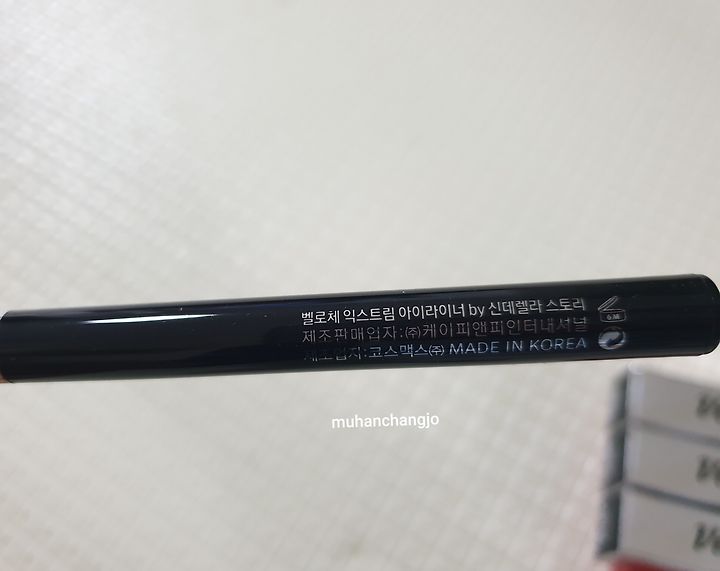 벨로체 익스트림 아이라이너 by 신데렐라 스토리
제조판매업자:㈜케이피앤피인터내셔널
제조업자:코스맥스㈜ MADE IN KOREA
6M
muhanchangjo